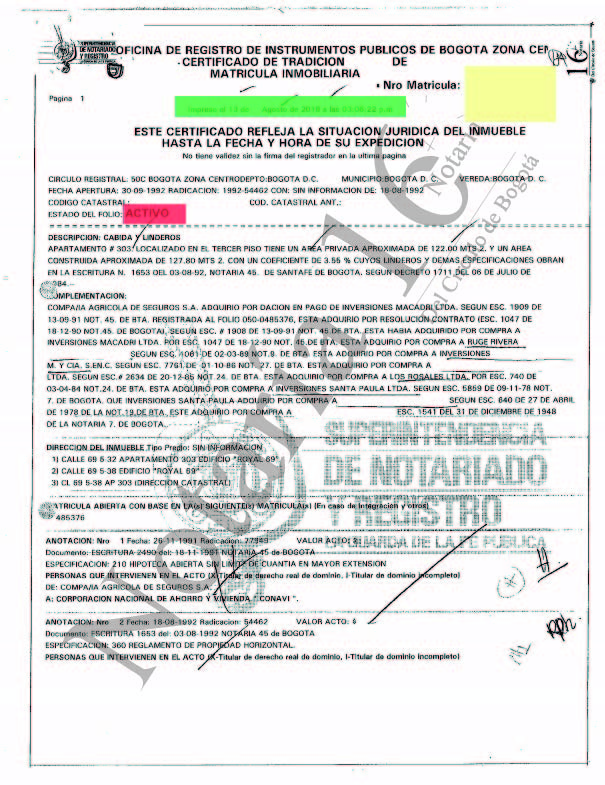 SUPERINTENDENCIA
DE NOTARIADO
Y REGISTRO
OFICINA DE REGISTRO DE INSTRUMENTOS PUBLICOS DE BOGOTA ZONA CEN
CERTIFICADO DE TRADICION DE
MATRICULA INMOBILIARIA
Nro Matricula:
16
Pagina 1
ESTE CERTIFICADO REFLEJA LA SITUACION JURIDICA DEL INMUEBLE
HASTA LA FECHA Y HORA DE SU EXPEDICION
No tiene validez sin la firma del registrador en la ultima pagina
CIRCULO REGISTRAL: 50C BOGOTA ZONA CENTRO DEPTO:BOGOTA D.C. MUNICIPIO:BOGOTA D. C. VEREDA:BOGOTA D. C.
FECHA APERTURA: 30-09-1992 RADICACION: 1992-54462 CON: SIN INFORMACION DE: 18-08-1992
CODIGO CATASTRAL: COD. CATASTRAL ANT.:
ESTADO DEL FOLIO: ACTIVO
DESCRIPCION: CABIDA Y LINDEROS
APARTAMENTO # 303 LOCALIZADO EN EL TERCER PISO TIENE UN AREA PRIVADA APROXIMADA DE 122.00 MTS 2. Y UN AREA
CONSTRUIDA APROXIMADA DE 127.80 MTS 2. CON UN COEFICIENTE DE 3.55 % CUYOS LINDEROS Y DEMAS ESPECIFICACIONES OBRAN
EN LA ESCRITURA N. 1653 DEL 03-08-92, NOTARIA 45. DE SANTAFE DE BOGOTA. SEGUN DECRETO 1711 DEL 06 DE JULIO DE
984.--
COMPLEMENTACION:
COMPA/IA AGRICOLA DE SEGUROS S.A. ADQUIRIO POR DACION EN PAGO DE INVERSIONES MACADRI LTDA. SEGUN ESC. 1909 DE
13-09-91 NOT. 45. DE BTA. REGISTRADA AL FOLIO 050-0485376, ESTA ADQUIRIO POR RESOLUCION CONTRATO (ESC. 1047 DE
18-12-90 NOT. 45 DE BOGOTA), SEGUN ESC. # 1908 DE 13-09-91 NOT. 45. DE BTA. ESTA HABIA ADQUIRIDO POR COMPRA A
INVERSIONES MACADRI LTDA. POR ESC. 1047 DE 18-12-90 NOT. 45.DE BTA. ESTA ADQUIRIO POR COMPRA A RUGE RIVERA
SEGUN ESC. 1061 DE 02-03-89 NOT.9. DE BTA. ESTA ADQUIRIO POR COMPRA A INVERSIONES
M. Y CIA. S.EN.C. SEGUN ESC. 7761 DE 01-10-86 NOT. 27. DE BTA. ESTA ADQUIRIO POR COMPRA A
LTDA. SEGUN ESC.# 2634 DE 20-12-85 NOT 24. DE BTA. ESTA ADQUIRIO POR COMPRA A LOS ROSALES LTDA. POR ESC. 740 DE
03-04-84 NOT 24. DE BTA. ESTA ADQUIRIO POR COMPRA A INVERSIONES SANTA PAULA LTDA. SEGUN ESC. 5859 DE 09-11-78 NOT.
7. DE BOGOTA. QUE INVERSIONES SANTA PAULA ADQUIRIO POR COMPRA A SEGUN ESC. 640 DE 27 DE ABRIL
DE 1978 DE LA NOT.19.DE BTA, ESTE ADQUIRIO POR COMPRA A ESC. 1541 DEL 31 DE DICIEMBRE DE 1948
DE LA NOTARIA 7. DE BOGOTA.
DIRECCION DEL INMUEBLE Tipo Predio: SIN INFORMACION
1) CALLE 69 5-32 APARTAMENTO 303 EDIFICIO "ROYAL 69"
2) CALLE 69 5-38 EDIFICIO "ROYAL 69"
3) CL 69 5-38 AP 303 (DIRECCION CATASTRAL)
MATRICULA ABIERTA CON BASE EN LA(s) SIGUIENTE(s) MATRICULA(s) (En caso de integracion y otros)
485376
ANOTACION: Nro 1 Fecha: 26-11-1991 Radicacion: 77949 VALOR ACTO: $
Documento: ESCRITURA 2490 del: 18-11-1991 NOTARIA 45 de BOGOTA
ESPECIFICACION: 210 HIPOTECA ABIERTA SIN LIMITE DE CUANTIA EN MAYOR EXTENSION
PERSONAS QUE INTERVIENEN EN EL ACTO (X-Titular de derecho real de dominio, I-Titular de dominio incompleto)
DE: COMPA/IA AGRICOLA DE SEGUROS S.A.
A: CORPORACION NACIONAL DE AHORRO Y VIVIENDA "CONAVI".
ANOTACION: Nro 2 Fecha: 18-08-1992 Radicacion: 54462 VALOR ACTO: $
Documento: ESCRITURA 1653 del: 03-08-1992 NOTARIA 45 de BOGOTA
ESPECIFICACION: 360 REGLAMENTO DE PROPIEDAD HORIZONTAL.
PERSONAS QUE INTERVIENEN EN EL ACTO (X-Titular de derecho real de dominio, I-Titular de dominio incompleto)
SUPERINTENDENCIA
DE NOTARIADO
Y REGISTRO
LA GUARDA DE LA FE PUBLICA
SUPERINTENDENCIA
DE NOTARIADO
Y REGISTRO
LA GUARDA DE LA FE PUBLICA
Notaria 16
Notaria
Del Circulo de Bogotá